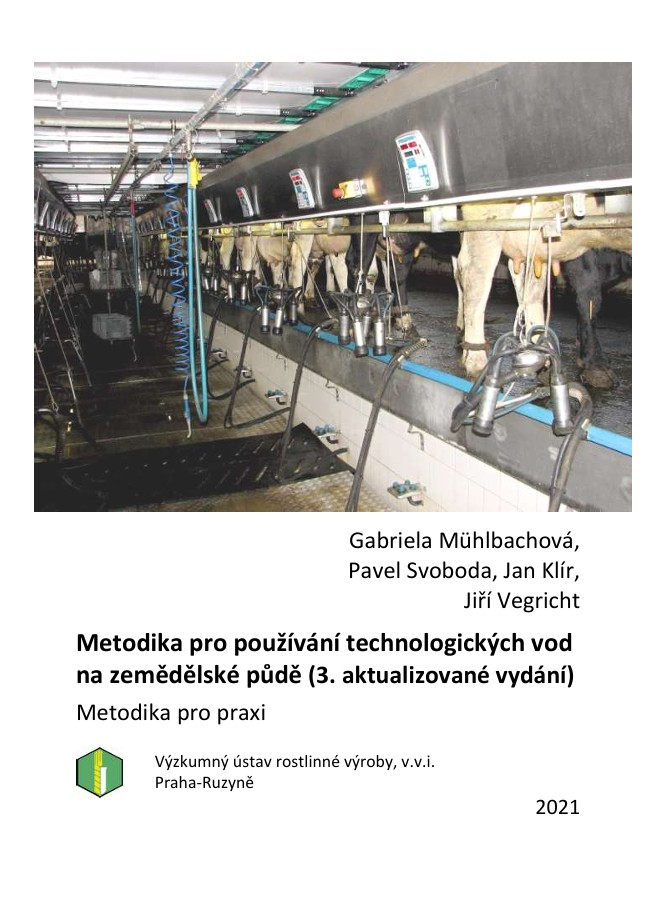 Gabriela Mühlbachová,
Pavel Svoboda, Jan Klír,
Jiří Vegricht
Metodika pro používání technologických vod
na zemědělské půdě (3. aktualizované vydání)
Metodika pro praxi
Výzkumný ústav rostlinné výroby, v.v.i.
Praha-Ruzyně
2021